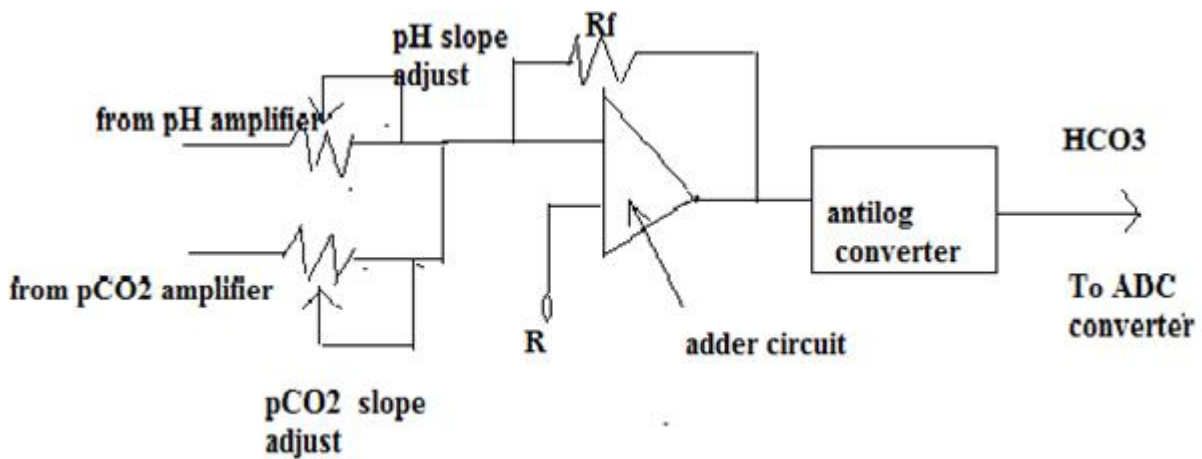 Rf
pH slope
adjust
from pH amplifier
HCO3
antilog
converter
from pCO2 amplifier
To ADC
converter
R
adder circuit
pCO2 slope
adjust